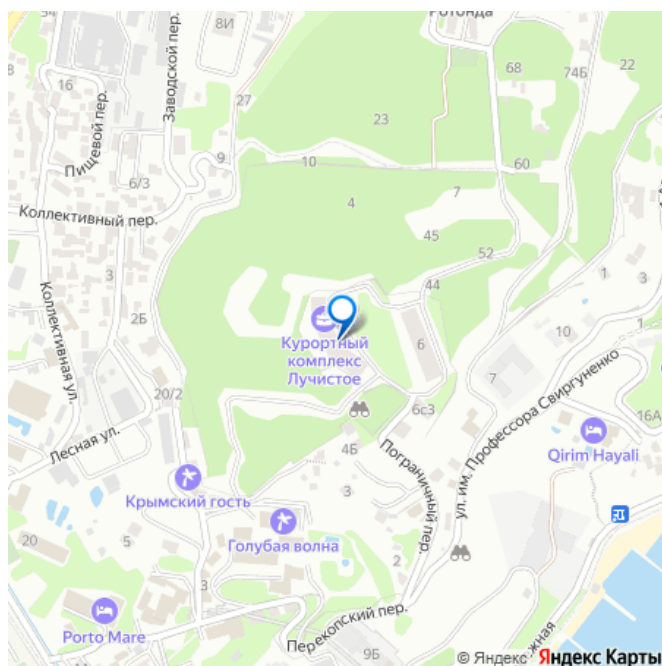 34
8И
Ротонда
68
74Б
22
8
16
Заводской пер.
27
23
Пищевой пер.
9
10
60
6/3
4
7
Коллективный пер.
45
52
3
1
3
44
2Б
Курортный
комплекс
Лучистое
6
10
1
Коллективная ул.
7
20/2
6с3
ул. им. Профессора Свиргуненко
16А
Лесная ул.
4Б
Пограничный пер.
Qirim Hayali
Крымский гость
3
Голубая волна
20
5
2
3
Porto Mare
Перекопский пер.
9Б
жная
© Яндекс Яндекс Карты